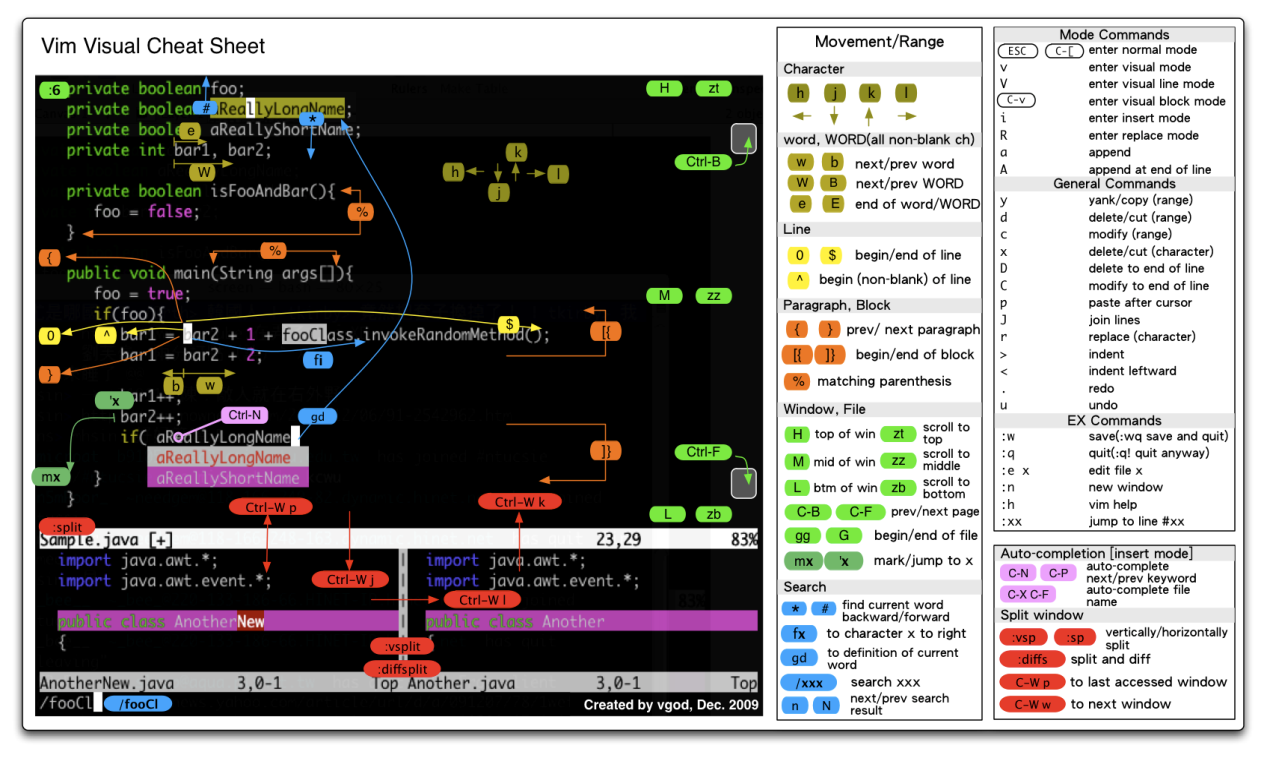 Vim Visual Cheat Sheet
:6 private boolean foo; H zt
private boolean # aReallyLongName;
private boole e aReallyShortName; *
private int bar1, bar2; Ctrl-B
W
h j k l
private boolean isFooAndBar(){
foo = false; %
}
{ %
public void main(String args[]){
foo = true; M zz
if(foo){
0 ^ bar1 = bar2 + 1 + fooClass.invokeRandomMethod(); $ [{
bar1 = bar2 + 2; fi
} b w
'x bar1++;
bar2++; Ctrl-N gd
if( aReallyLongName
aReallyLongName ]} Ctrl-F
mx } aReallyShortName
}
Ctrl-W p Ctrl-W k L zb
:split
Sample.java [+] 23,29 83%
import java.awt.*; import java.awt.*;
import java.awt.event.*; Ctrl-W j import java.awt.event.*;
Ctrl-W l
public class AnotherNew public class Another
{ :vsplit {
:diffsplit
AnotherNew.java 3,0-1 Top Another.java 3,0-1 Top
/fooCl /fooCl Created by vgod, Dec. 2009
Movement/Range
Character
h j k l
word, WORD(all non-blank ch)
w b next/prev word
W B next/prev WORD
e E end of word/WORD
Line
0 $ begin/end of line
^ begin (non-blank) of line
Paragraph, Block
{ } prev/ next paragraph
[{ ]} begin/end of block
% matching parenthesis
Window, File
H top of win zt scroll to
top
M mid of win zz scroll to
middle
L btm of win zb scroll to
bottom
C-B C-F prev/next page
gg G begin/end of file
mx 'x mark/jump to x
Search
* # find current word
backward/forward
fx to character x to right
gd to definition of current
word
/xxx search xxx
n N next/prev search
result
Mode Commands
ESC C-[ enter normal mode
v enter visual mode
V enter visual line mode
C-v enter visual block mode
i enter insert mode
R enter replace mode
a append
A append at end of line
General Commands
y yank/copy (range)
d delete/cut (range)
c modify (range)
x delete/cut (character)
D delete to end of line
C modify to end of line
p paste after cursor
J join lines
r replace (character)
> indent
< indent leftward
. redo
u undo
EX Commands
:w save(:wq save and quit)
:q quit(:q! quit anyway)
:e x edit file x
:n new window
:h vim help
:xx jump to line #xx
Auto-completion [insert mode]
C-N C-P auto-complete
next/prev keyword
C-X C-F auto-complete file
name
Split window
:vsp :sp vertically/horizontally
split
:diffs split and diff
C-W p to last accessed window
C-W w to next window